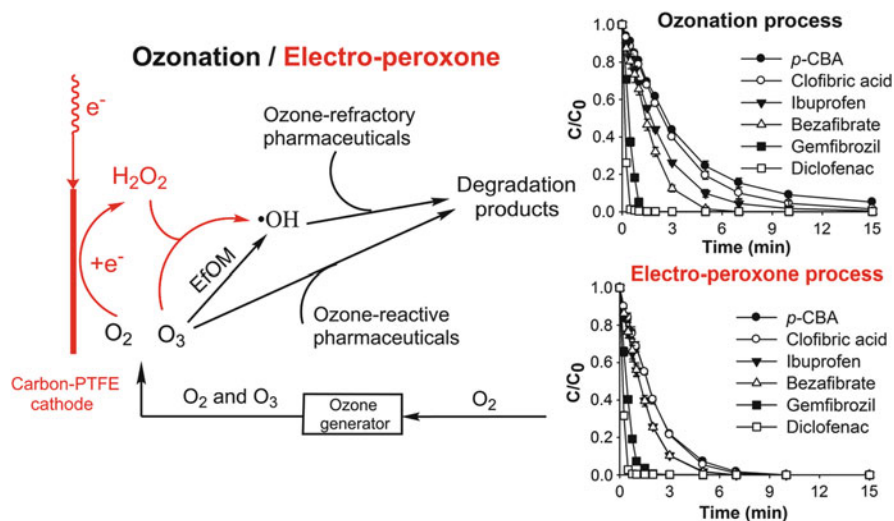 Ozonation / Electro-peroxone
e⁻
H₂O₂
+e⁻
O₂
O₃
Carbon-PTFE
cathode
EfOM
•OH
Ozone-refractory
pharmaceuticals
Degradation
products
Ozone-reactive
pharmaceuticals
O₂ and O₃
Ozone
generator
O₂
Ozonation process
C/C₀
1.0
0.8
0.6
0.4
0.2
0.0
p-CBA
Clofibric acid
Ibuprofen
Bezafibrate
Gemfibrozil
Diclofenac
0 3 6 9 12 15
Time (min)
Electro-peroxone process
C/C₀
1.0
0.8
0.6
0.4
0.2
0.0
p-CBA
Clofibric acid
Ibuprofen
Bezafibrate
Gemfibrozil
Diclofenac
0 3 6 9 12 15
Time (min)